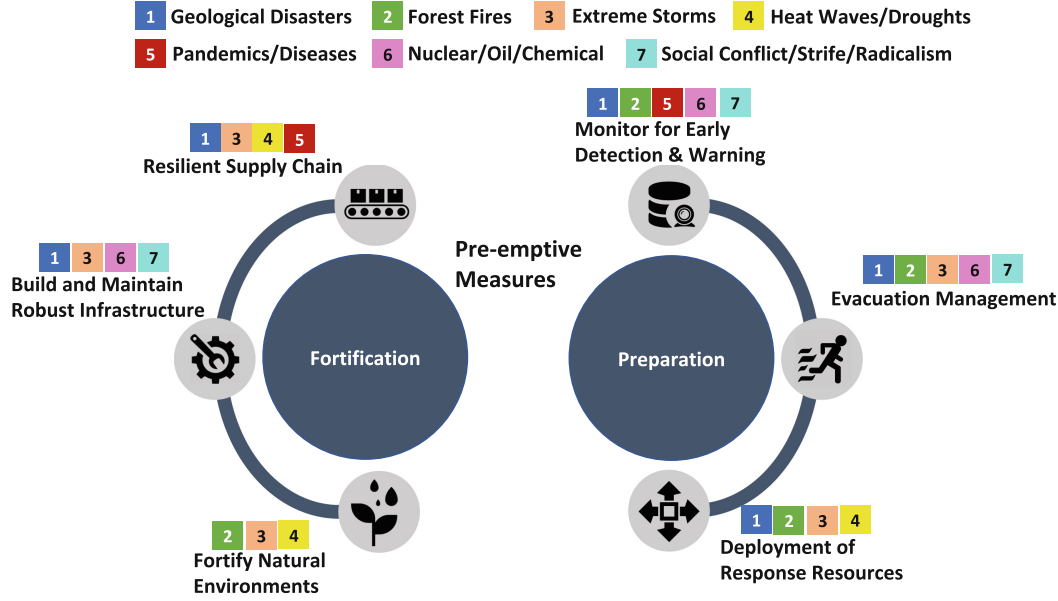 1 Geological Disasters 2 Forest Fires 3 Extreme Storms 4 Heat Waves/Droughts
5 Pandemics/Diseases 6 Nuclear/Oil/Chemical 7 Social Conflict/Strife/Radicalism
1 3 4 5
Resilient Supply Chain
1 3 6 7
Build and Maintain
Robust Infrastructure
2 3 4
Fortify Natural
Environments
Fortification
Pre-emptive
Measures
1 2 5 6 7
Monitor for Early
Detection & Warning
1 2 3 6 7
Evacuation Management
Preparation
1 2 3 4
Deployment of
Response Resources